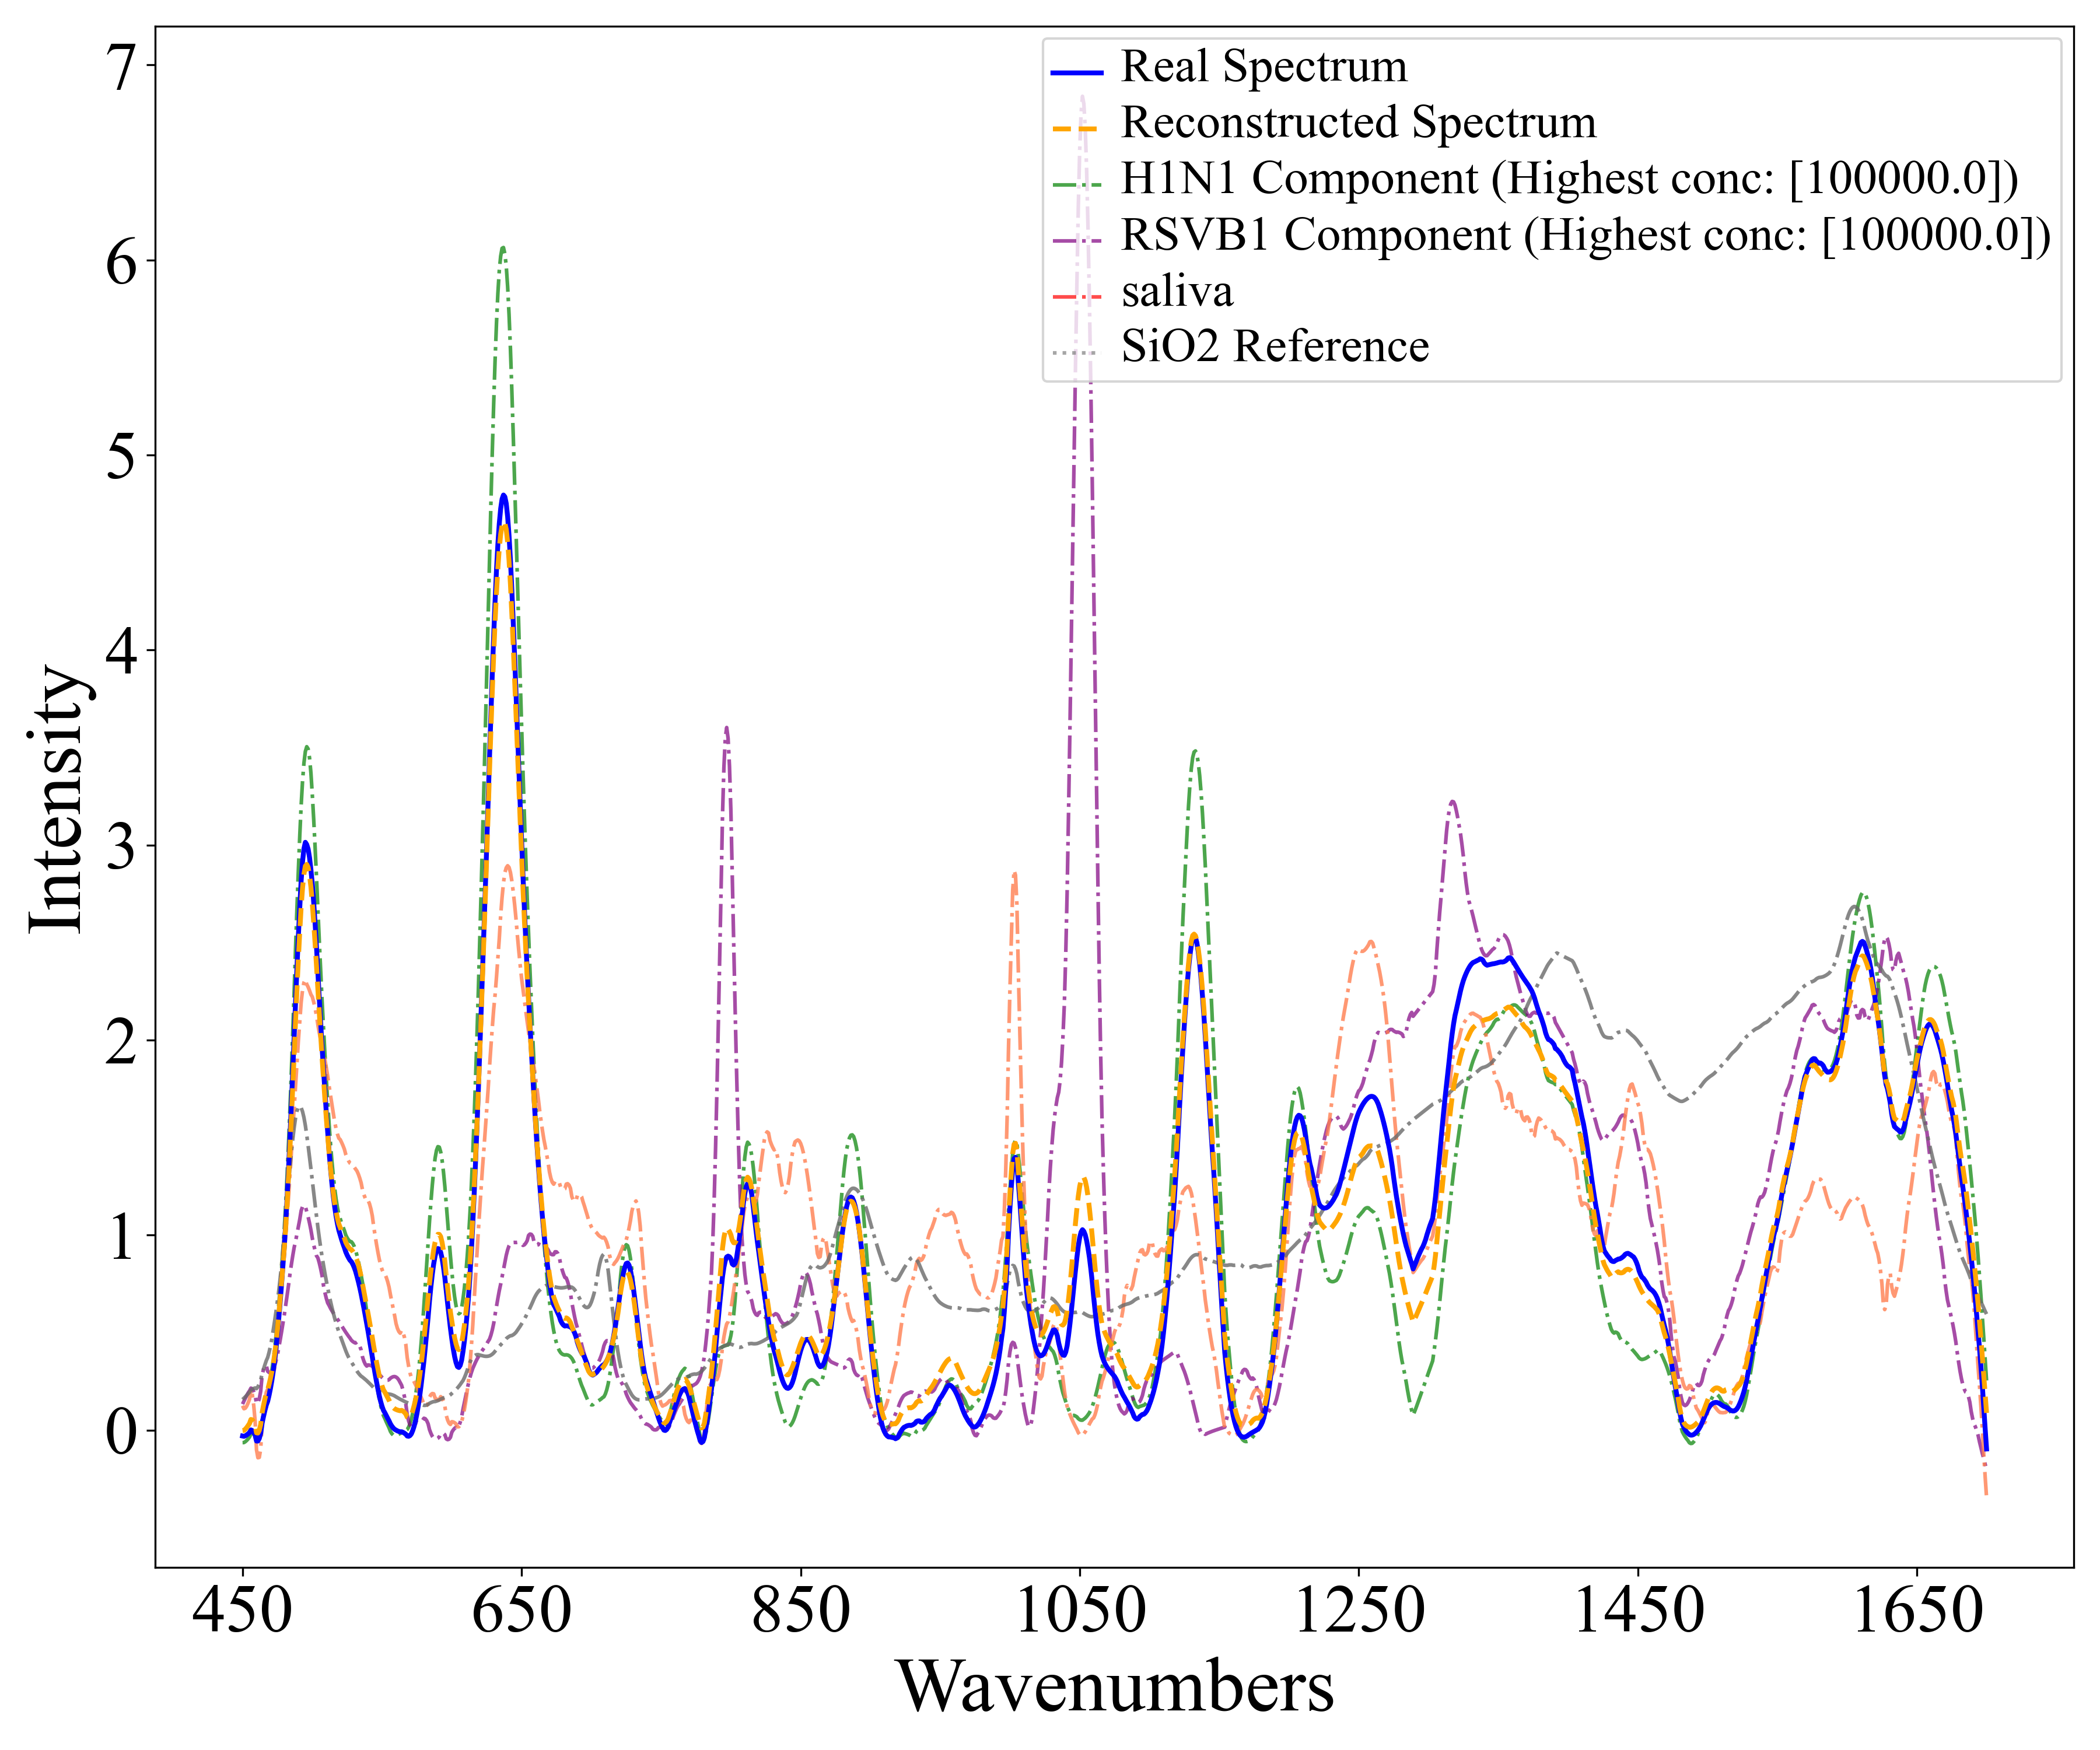 7
6
5
4
3
2
1
0
Intensity
Real Spectrum
Reconstructed Spectrum
H1N1 Component (Highest conc: [100000.0])
RSVB1 Component (Highest conc: [100000.0])
saliva
SiO2 Reference
450 650 850 1050 1250 1450 1650
Wavenumbers